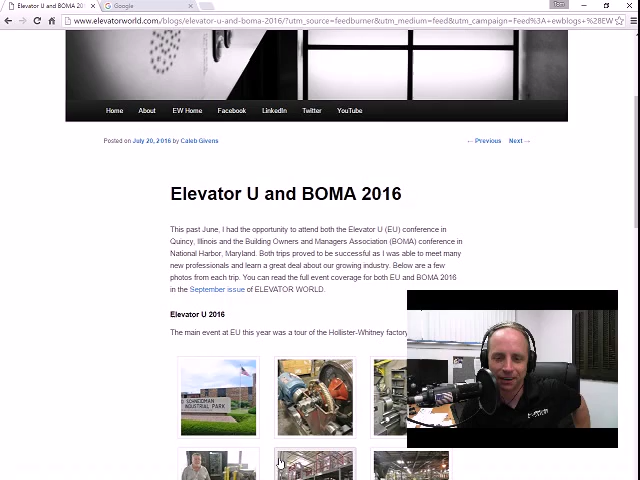 Elevator U and BOMA 201
Google
Tom
www.elevatorworld.com/blogs/elevator-u-and-boma-2016/?utm_source=feedburner&utm_medium=feed&utm_campaign=Feed%3A+ewblogs+%28EW
Home About EW Home Facebook LinkedIn Twitter YouTube
Posted on July 20, 2016 by Caleb Givens
← Previous Next →
Elevator U and BOMA 2016
This past June, I had the opportunity to attend both the Elevator U (EU) conference in
Quincy, Illinois and the Building Owners and Managers Association (BOMA) conference in
National Harbor, Maryland. Both trips proved to be successful as I was able to meet many
new professionals and learn a great deal about our growing industry. Below are a few
photos from each trip. You can read the full event coverage for both EU and BOMA 2016
in the September issue of ELEVATOR WORLD.
Elevator U 2016
The main event at EU this year was a tour of the Hollister-Whitney factory
SCHNEIDMAN
INDUSTRIAL PARK